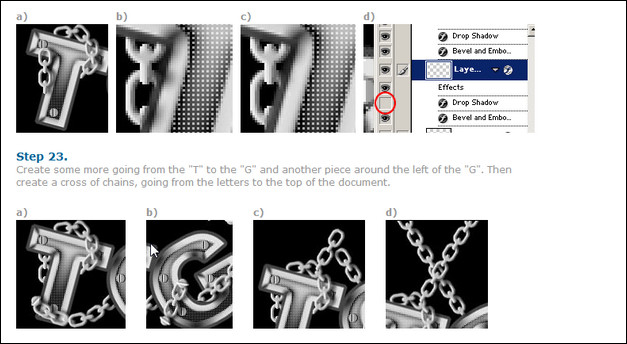 a) b) c) d)
Drop Shadow
Bevel and Embo...
Laye...
Effects
Drop Shadow
Bevel and Embo...
Step 23.
Create some more going from the "T" to the "G" and another piece around the left of the "G". Then
create a cross of chains, going from the letters to the top of the document.
a) b) c) d)
T G